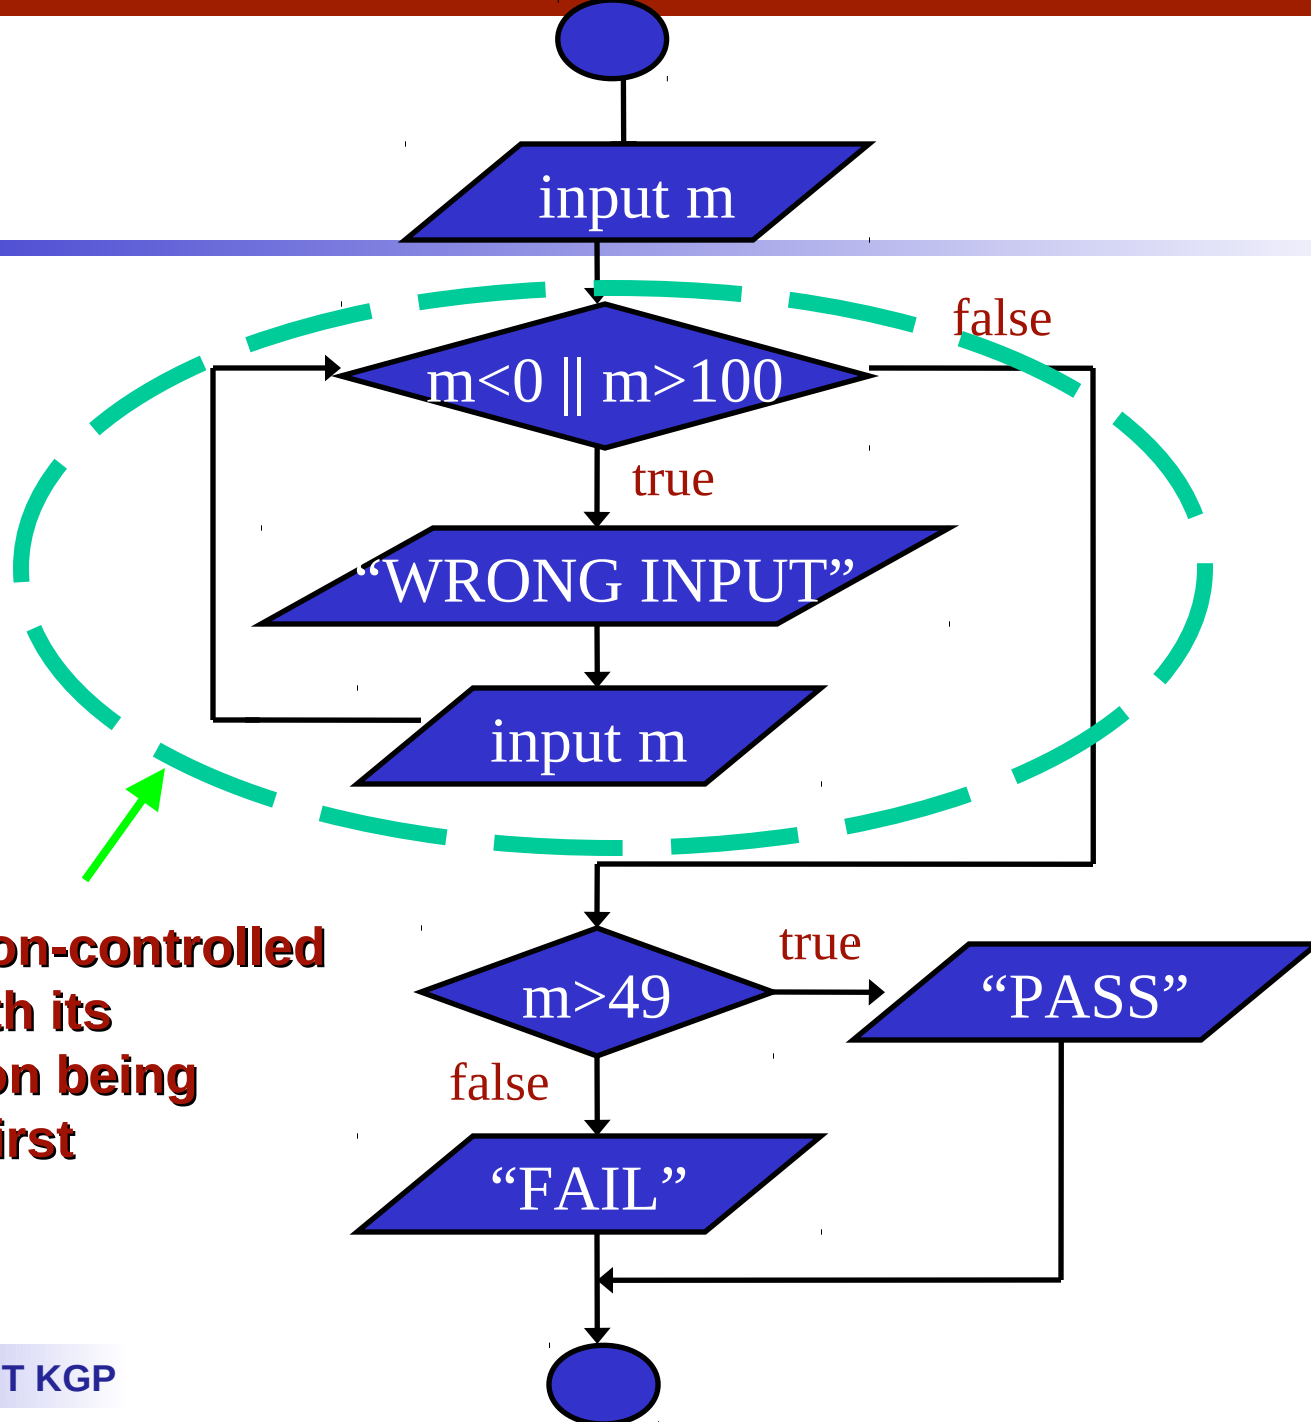 input m
false
m<0 || m>100
true
“WRONG INPUT”
input m
on-controlled
th its
on being
irst
true
m>49
“PASS”
false
“FAIL”
T KGP